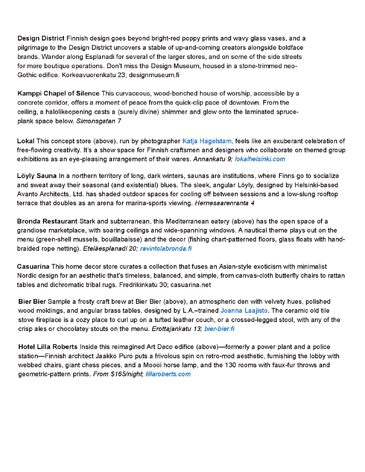 Design District Finnish design goes beyond bright-red poppy prints and wavy glass vases, and a
pilgrimage to the Design District uncovers a stable of up-and-coming creators alongside boldface
brands. Wander along Esplanadi for several of the larger stores, and on some of the side streets
for more boutique operations. Don't miss the Design Museum, housed in a stone-trimmed neo-
Gothic edifice. Korkeavuorenkatu 23; designmuseum.fi
Kamppi Chapel of Silence This curvaceous, wood-benched house of worship, accessible by a
concrete corridor, offers a moment of peace from the quick-clip pace of downtown. From the
ceiling, a halolikeopening casts a (surely divine) shimmer and glow onto the laminated spruce-
plank space below. Simonsgatan 7
Lokal This concept store (above), run by photographer Katja Hagelstam, feels like an exuberant celebration of
free-flowing creativity. It's a show space for Finnish craftsmen and designers who collaborate on themed group
exhibitions as an eye-pleasing arrangement of their wares. Annankatu 9; lokalhelsinki.com
Löyly Sauna In a northern territory of long, dark winters, saunas are institutions, where Finns go to socialize
and sweat away their seasonal (and existential) blues. The sleek, angular Löyly, designed by Helsinki-based
Avanto Architects, Ltd. has shaded outdoor spaces for cooling off between sessions and a low-slung rooftop
terrace that doubles as an arena for marina-sports viewing. Hernesaarenranta 4
Bronda Restaurant Stark and subterranean, this Mediterranean eatery (above) has the open space of a
grandiose marketplace, with soaring ceilings and wide-spanning windows. A nautical theme plays out on the
menu (green-shell mussels, bouillabaisse) and the decor (fishing chart-patterned floors, glass floats with hand-
braided rope netting). Eteläesplanadi 20; ravintolabronda.fi
Casuarina This home decor store curates a collection that fuses an Asian-style exoticism with minimalist
Nordic design for an aesthetic that's timeless, balanced, and simple, from canvas-cloth butterfly chairs to rattan
tables and dichromatic tribal rugs. Fredrikinkatu 30; casuarina.net
Bier Bier Sample a frosty craft brew at Bier Bier (above), an atmospheric den with velvety hues, polished
wood moldings, and angular brass tables, designed by L.A.–trained Joanna Laajisto. The ceramic old tile
stove fireplace is a cozy place to curl up on a tufted leather couch, or a crossed-legged stool, with any of the
crisp ales or chocolatey stouts on the menu. Erottajankatu 13; bier-bier.fi
Hotel Lilla Roberts Inside this reimagined Art Deco edifice (above)—formerly a power plant and a police
station—Finnish architect Jaakko Puro puts a frivolous spin on retro-mod aesthetic, furnishing the lobby with
webbed chairs, giant chess pieces, and a Moooi horse lamp, and the 130 rooms with faux-fur throws and
geometric-pattern prints. From $165/night; lillaroberts.com